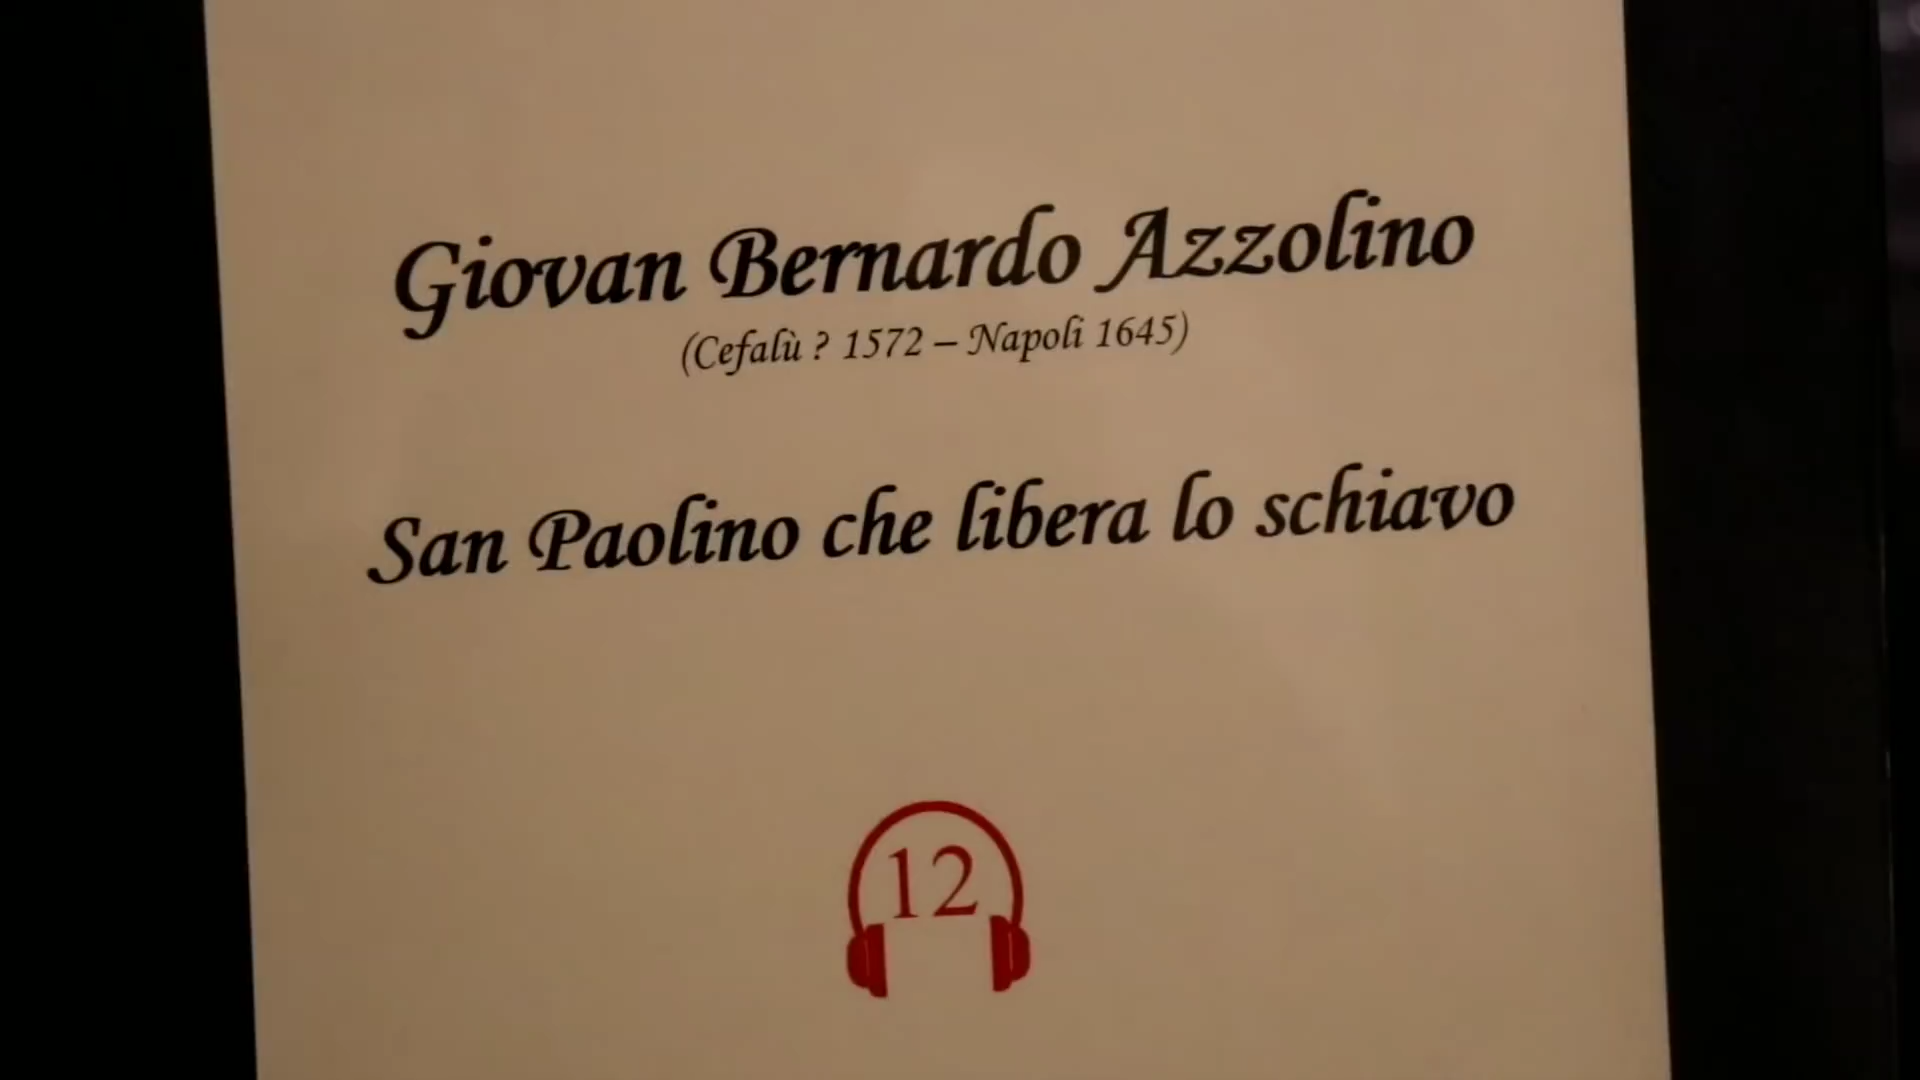 Giovan Bernardo Azzolino
(Cefalù ? 1572 – Napoli 1645)
San Paolino che libera lo schiavo
12